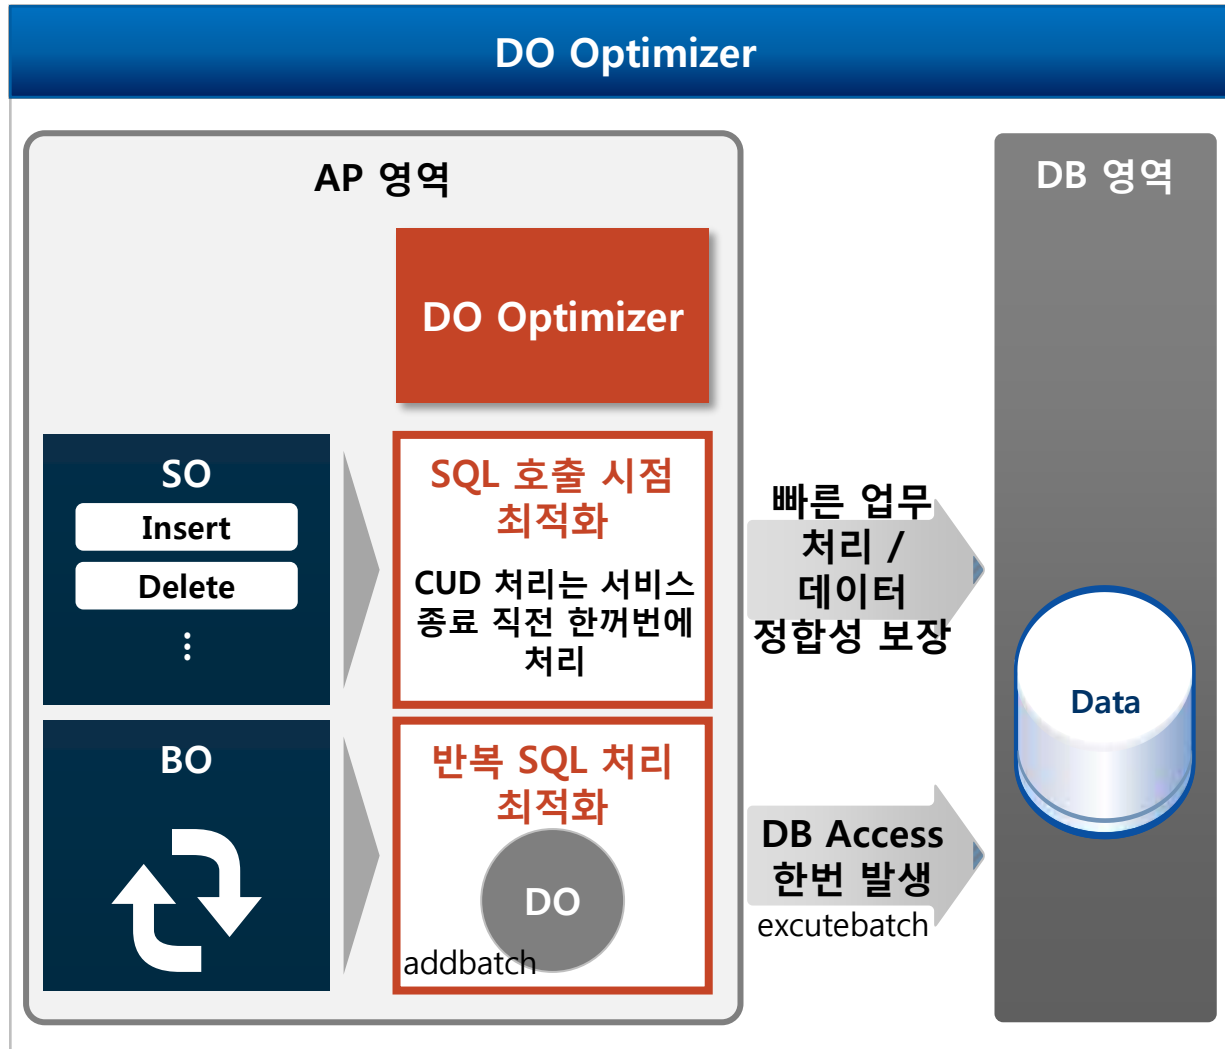 DO Optimizer
AP 영역
DO Optimizer
SO
Insert
Delete
⋮
SQL 호출 시점
최적화
CUD 처리는 서비스
종료 직전 한꺼번에
처리
빠른 업무
처리 /
데이터
정합성 보장
BO
반복 SQL 처리
최적화
DO
addbatch
DB Access
한번 발생
excutebatch
DB 영역
Data